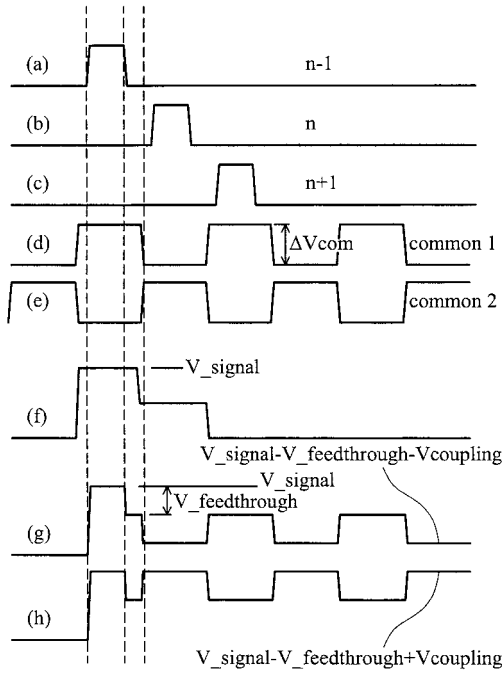 (a) n-1
(b) n
(c) n+1
(d) ΔVcom common 1
(e) common 2
V_signal
(f)
V_signal-V_feedthrough-Vcoupling
V_signal
V_feedthrough
(g)
(h)
V_signal-V_feedthrough+Vcoupling